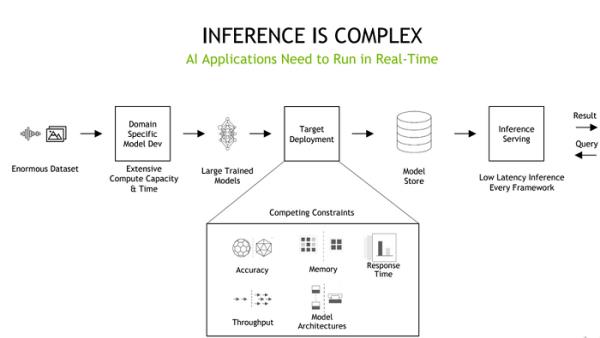 INFERENCE IS COMPLEX
AI Applications Need to Run in Real-Time
Enormous Dataset
Domain
Specific
Model Dev
Extensive
Compute Capacity
& Time
Large Trained
Models
Target
Deployment
Model
Store
Inference
Serving
Low Latency Inference
Every Framework
Result
Query
Competing Constraints
Accuracy
Memory
Response
Time
Throughput
Model
Architectures